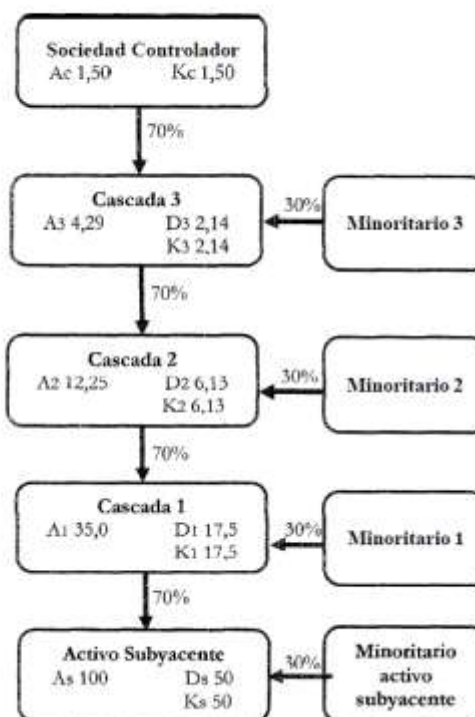 Sociedad Controlador
Ac 1,50 Kc 1,50
70%
Cascada 3
A3 4,29 D3 2,14
K3 2,14
30%
Minoritario 3
70%
Cascada 2
A2 12,25 D2 6,13
K2 6,13
30%
Minoritario 2
70%
Cascada 1
A1 35,0 D1 17,5
K1 17,5
30%
Minoritario 1
70%
Activo Subyacente
As 100 Ds 50
Ks 50
30%
Minoritario
activo
subyacente